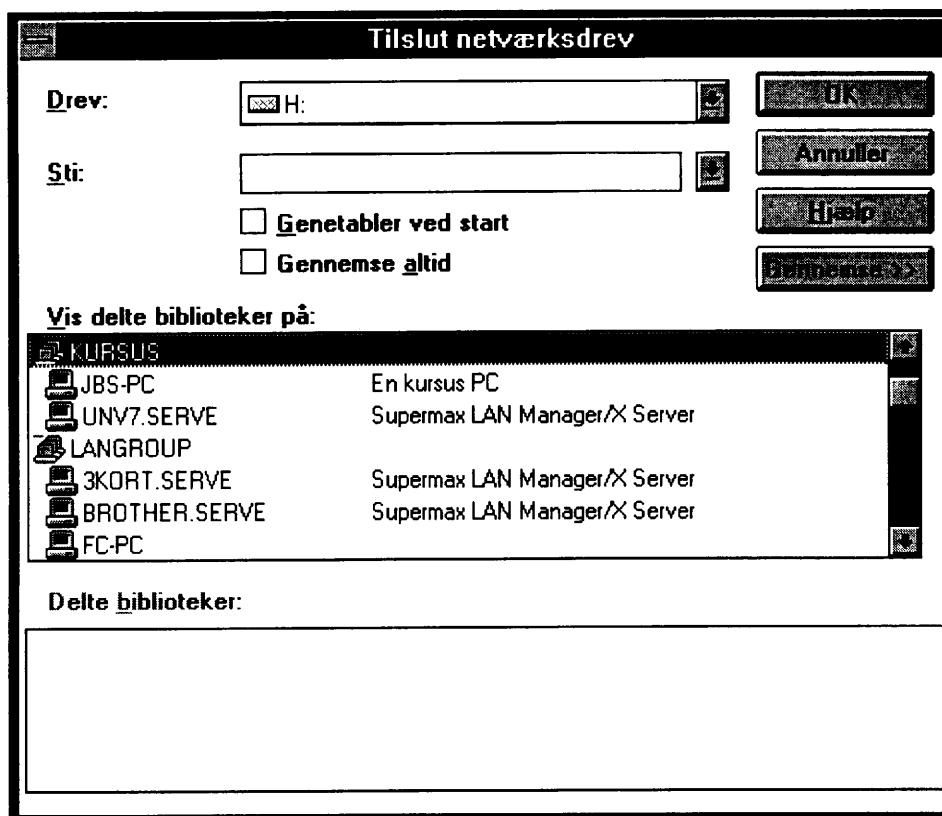 Tilslut netværksdrev
Drev:
H:
OK
Sti:
Annuller
Hjælp
Genetabler ved start
Gennemse altid
Gennemse >>
Vis delte biblioteker på:
KURSUS
JBS-PC En kursus PC
UNV7.SERVE Supermax LAN Manager/X Server
LANGROUP
3KORT.SERVE Supermax LAN Manager/X Server
BROTHER.SERVE Supermax LAN Manager/X Server
FC-PC
Delte biblioteker: